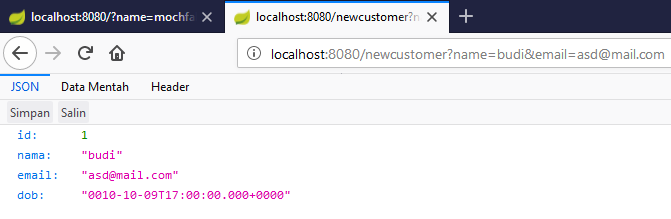 localhost:8080/?name=mochfa
localhost:8080/newcustomer?n
localhost:8080/newcustomer?name=budi&email=asd@mail.com
JSON Data Mentah Header
Simpan Salin
id: 1
nama: "budi"
email: "asd@mail.com"
dob: "0010-10-09T17:00:00.000+0000"